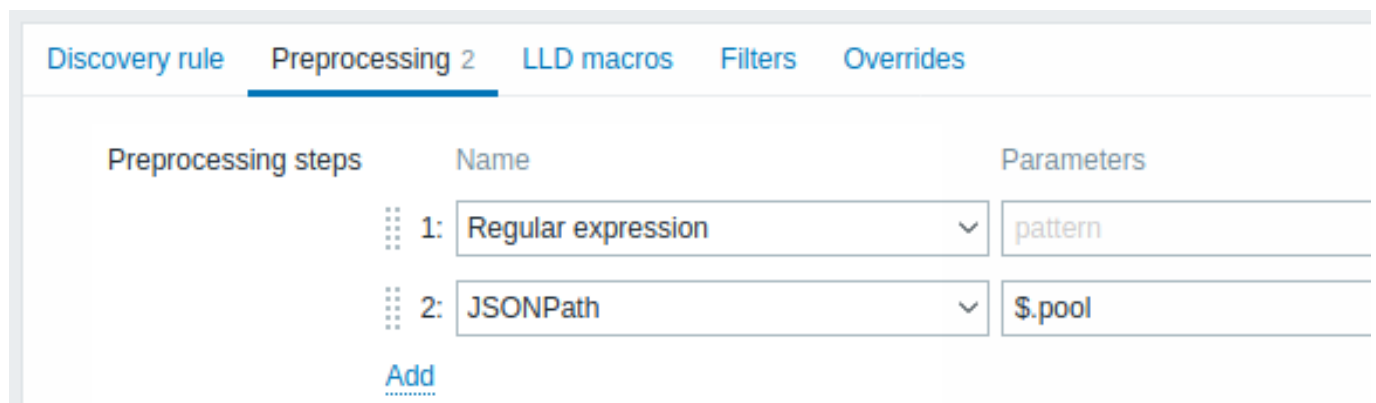 Discovery rule Preprocessing 2 LLD macros Filters Overrides
Preprocessing steps Name Parameters
1: Regular expression pattern
2: JSONPath $.pool
Add